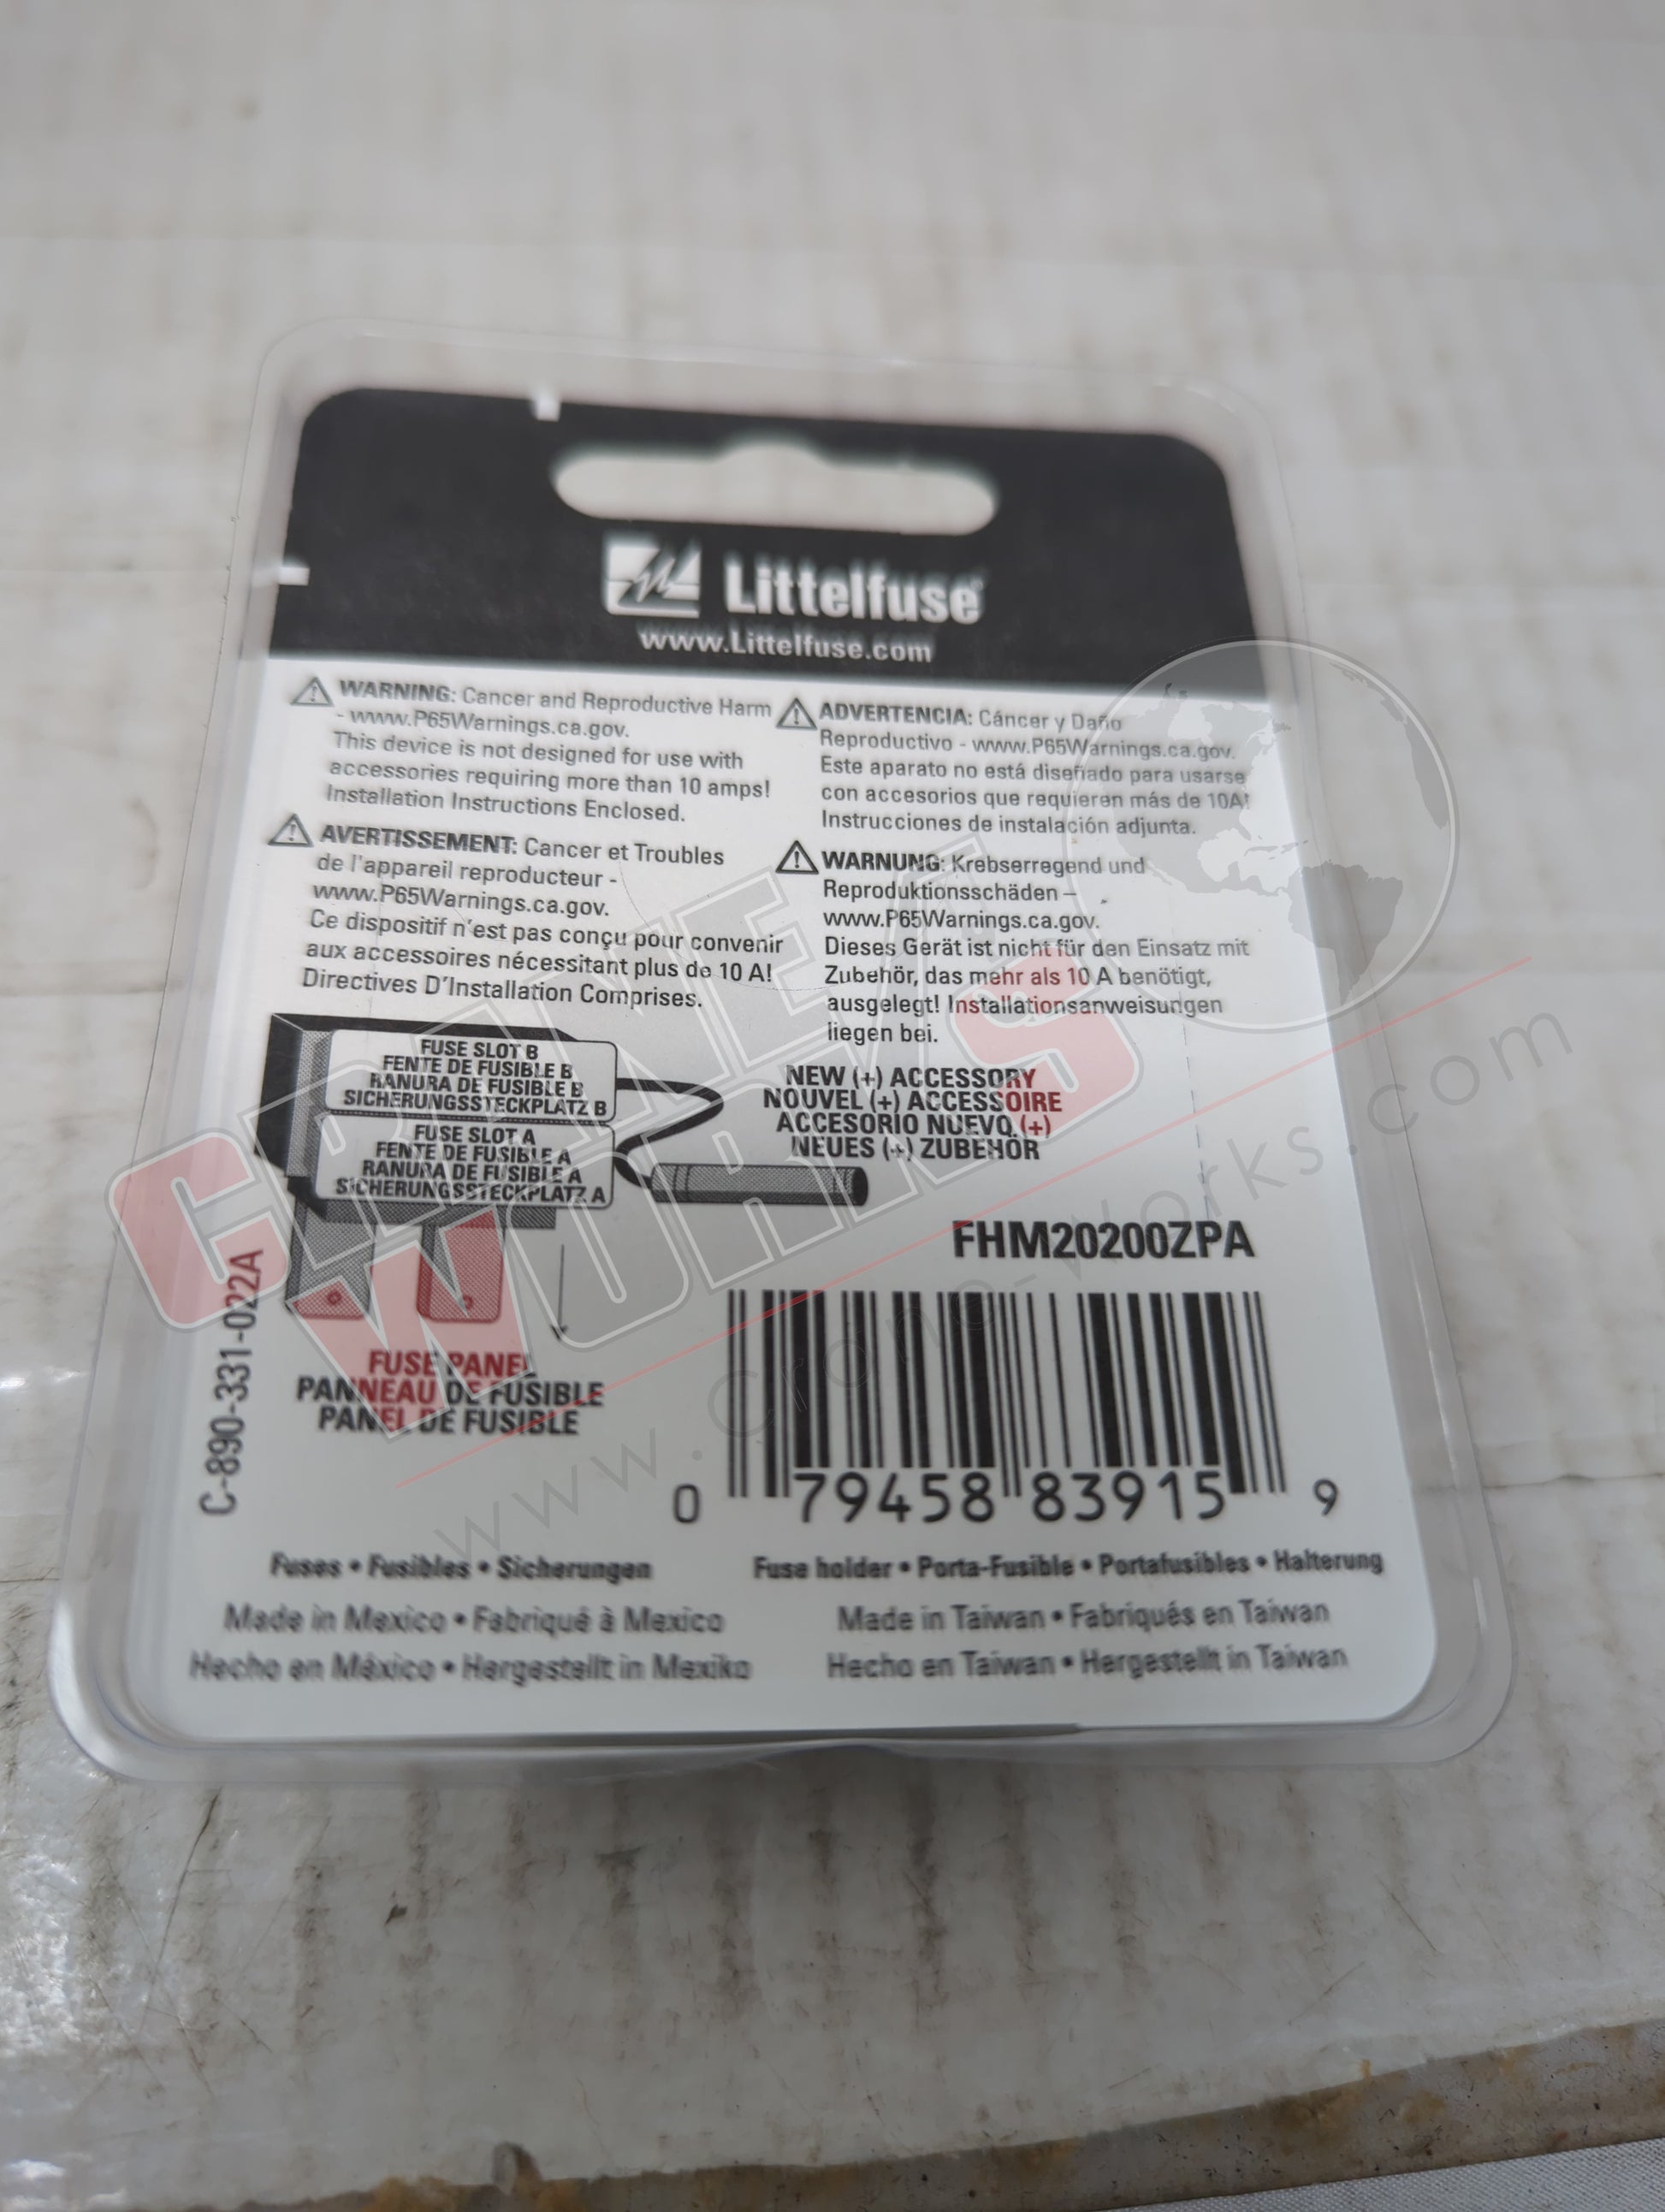 Littelfuse
www.Littelfuse.com
WARNING: Cancer and Reproductive Harm
- www.P65Warnings.ca.gov.
This device is not designed for use with
accessories requiring more than 10 amps!
Installation Instructions Enclosed.
AVERTISSEMENT: Cancer et Troubles
de l'appareil reproducteur -
www.P65Warnings.ca.gov.
Ce dispositif n'est pas conçu pour convenir
aux accessoires nécessitant plus de 10 A!
Directives D'Installation Comprises.
ADVERTENCIA: Cáncer y Daño
Reproductivo - www.P65Warnings.ca.gov.
Este aparato no está diseñado para usarse
con accesorios que requieren más de 10A!
Instrucciones de instalación adjunta.
WARNUNG: Krebserregend und
Reproduktionsschäden –
www.P65Warnings.ca.gov.
Dieses Gerät ist nicht für den Einsatz mit
Zubehör, das mehr als 10 A benötigt,
ausgelegt! Installationsanweisungen
liegen bei.
FUSE SLOT B
FENTE DE FUSIBLE B
RANURA DE FUSIBLE B
SICHERUNGSSTECKPLATZ B
FUSE SLOT A
FENTE DE FUSIBLE A
RANURA DE FUSIBLE A
SICHERUNGSSTECKPLATZ A
NEW (+) ACCESSORY
NOUVEL (+) ACCESSOIRE
ACCESORIO NUEVO (+)
NEUES (+) ZUBEHÖR
FUSE PANEL
PANNEAU DE FUSIBLE
PANEL DE FUSIBLE
C-890-331-022A
FHM20200ZPA
0 79458 83915 9
Fuses • Fusibles • Sicherungen
Made in Mexico • Fabriqué à Mexico
Hecho en México • Hergestellt in Mexiko
Fuse holder • Porta-Fusible • Portafusibles • Halterung
Made in Taiwan • Fabriqués en Taiwan
Hecho en Taiwan • Hergestellt in Taiwan
CRANE WORKS
www.crane-works.com